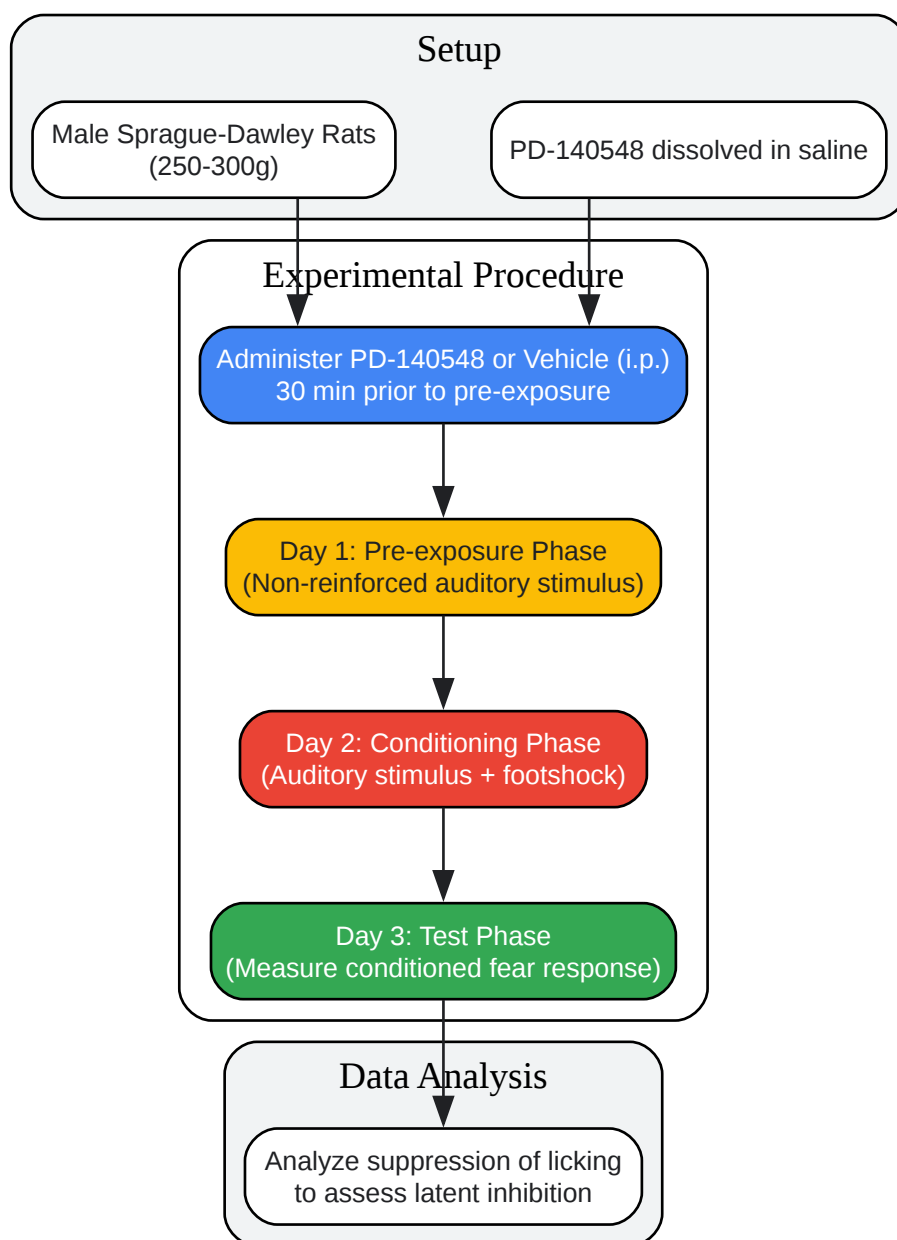 Setup
Male Sprague-Dawley Rats
(250-300g)
PD-140548 dissolved in saline
Experimental Procedure
Administer PD-140548 or Vehicle (i.p.)
30 min prior to pre-exposure
Day 1: Pre-exposure Phase
(Non-reinforced auditory stimulus)
Day 2: Conditioning Phase
(Auditory stimulus + footshock)
Day 3: Test Phase
(Measure conditioned fear response)
Data Analysis
Analyze suppression of licking
to assess latent inhibition